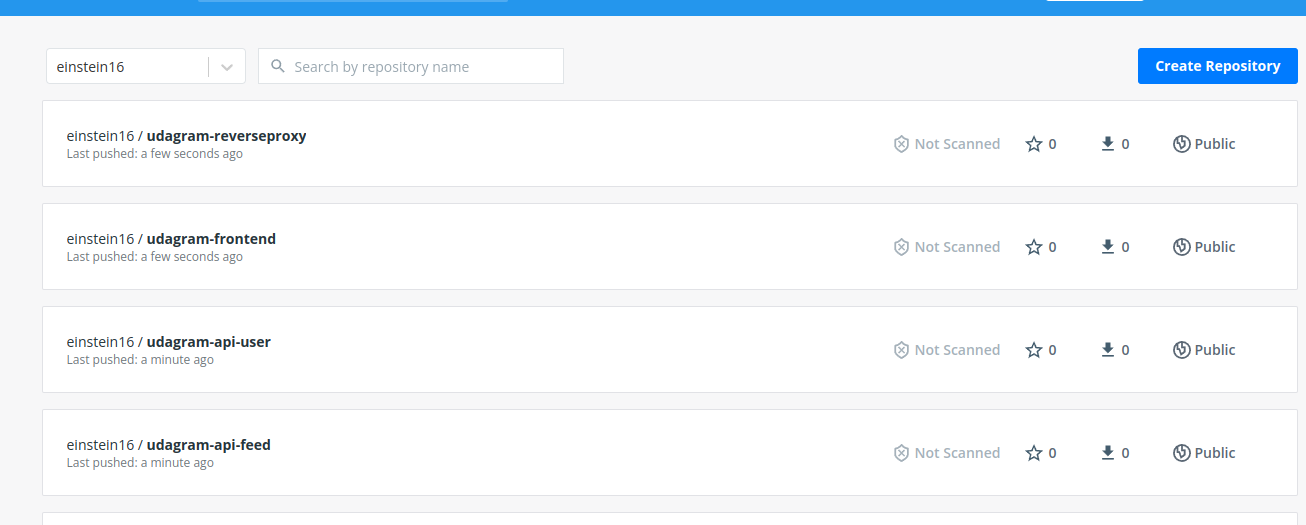 einstein16
Search by repository name
Create Repository
einstein16 / udagram-reverseproxy
Last pushed: a few seconds ago
Not Scanned
0
0
Public
einstein16 / udagram-frontend
Last pushed: a few seconds ago
Not Scanned
0
0
Public
einstein16 / udagram-api-user
Last pushed: a minute ago
Not Scanned
0
0
Public
einstein16 / udagram-api-feed
Last pushed: a minute ago
Not Scanned
0
0
Public